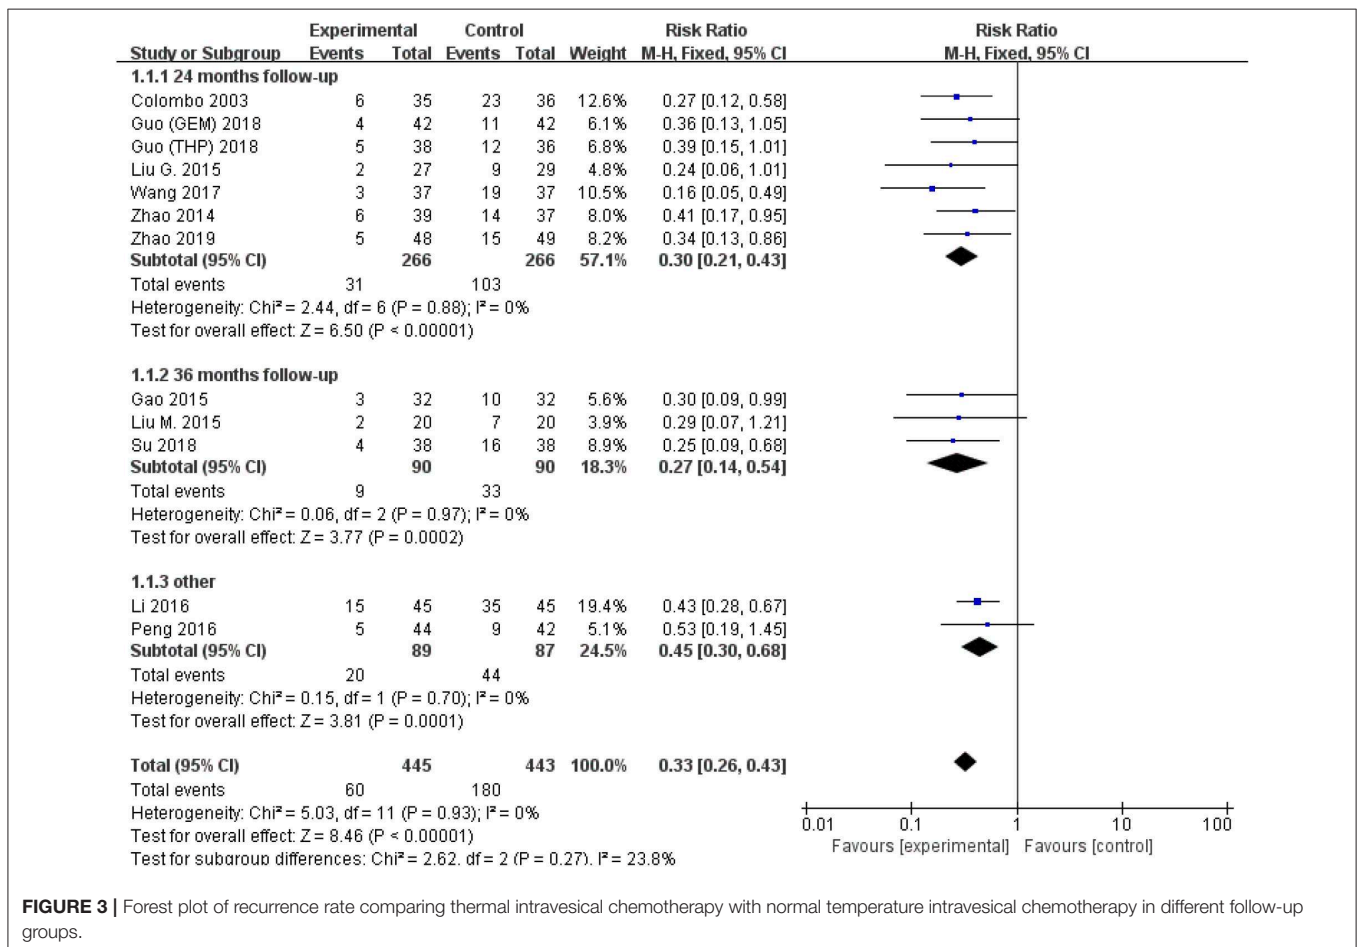 Experimental Control Risk Ratio Risk Ratio
Study or Subgroup Events Total Events Total Weight M-H, Fixed, 95% CI M-H, Fixed, 95% CI
1.1.1 24 months follow-up
Colombo 2003 6 35 23 36 12.6% 0.27 [0.12, 0.58]
Guo (GEM) 2018 4 42 11 42 6.1% 0.36 [0.13, 1.05]
Guo (THP) 2018 5 38 12 36 6.8% 0.39 [0.15, 1.01]
Liu G. 2015 2 27 9 29 4.8% 0.24 [0.06, 1.01]
Wang 2017 3 37 19 37 10.5% 0.16 [0.05, 0.49]
Zhao 2014 6 39 14 37 8.0% 0.41 [0.17, 0.95]
Zhao 2019 5 48 15 49 8.2% 0.34 [0.13, 0.86]
Subtotal (95% CI) 266 266 57.1% 0.30 [0.21, 0.43]
Total events 31 103
Heterogeneity: Chi² = 2.44, df = 6 (P = 0.88); I² = 0%
Test for overall effect: Z = 6.50 (P < 0.00001)
1.1.2 36 months follow-up
Gao 2015 3 32 10 32 5.6% 0.30 [0.09, 0.99]
Liu M. 2015 2 20 7 20 3.9% 0.29 [0.07, 1.21]
Su 2018 4 38 16 38 8.9% 0.25 [0.09, 0.68]
Subtotal (95% CI) 90 90 18.3% 0.27 [0.14, 0.54]
Total events 9 33
Heterogeneity: Chi² = 0.06, df = 2 (P = 0.97); I² = 0%
Test for overall effect: Z = 3.77 (P = 0.0002)
1.1.3 other
Li 2016 15 45 35 45 19.4% 0.43 [0.28, 0.67]
Peng 2016 5 44 9 42 5.1% 0.53 [0.19, 1.45]
Subtotal (95% CI) 89 87 24.5% 0.45 [0.30, 0.68]
Total events 20 44
Heterogeneity: Chi² = 0.15, df = 1 (P = 0.70); I² = 0%
Test for overall effect: Z = 3.81 (P = 0.0001)
Total (95% CI) 445 443 100.0% 0.33 [0.26, 0.43]
Total events 60 180
Heterogeneity: Chi² = 5.03, df = 11 (P = 0.93); I² = 0%
Test for overall effect: Z = 8.46 (P < 0.00001)
Test for subgroup differences: Chi² = 2.62, df = 2 (P = 0.27), I² = 23.8%
0.01 0.1 1 10 100
Favours [experimental] Favours [control]
FIGURE 3 | Forest plot of recurrence rate comparing thermal intravesical chemotherapy with normal temperature intravesical chemotherapy in different follow-up
groups.